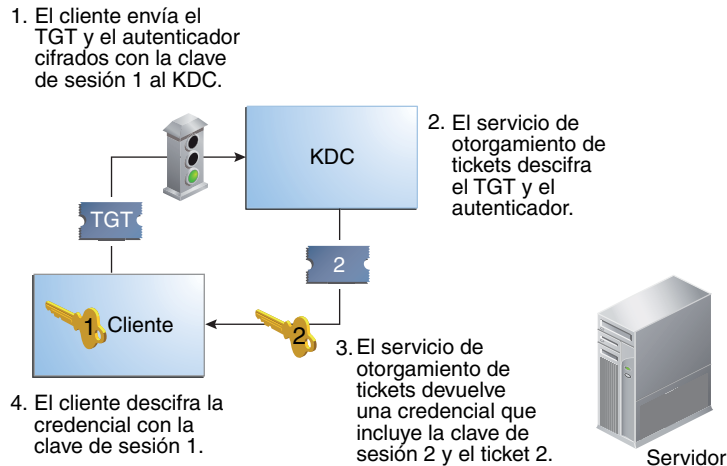 1. El cliente envía el
TGT y el autenticador
cifrados con la clave
de sesión 1 al KDC.
KDC
2. El servicio de
otorgamiento de
tickets descifra
el TGT y el
autenticador.
TGT
2
1 Cliente
2
3. El servicio de
otorgamiento de
tickets devuelve
una credencial que
incluye la clave de
sesión 2 y el ticket 2.
4. El cliente descifra la
credencial con la
clave de sesión 1.
Servidor